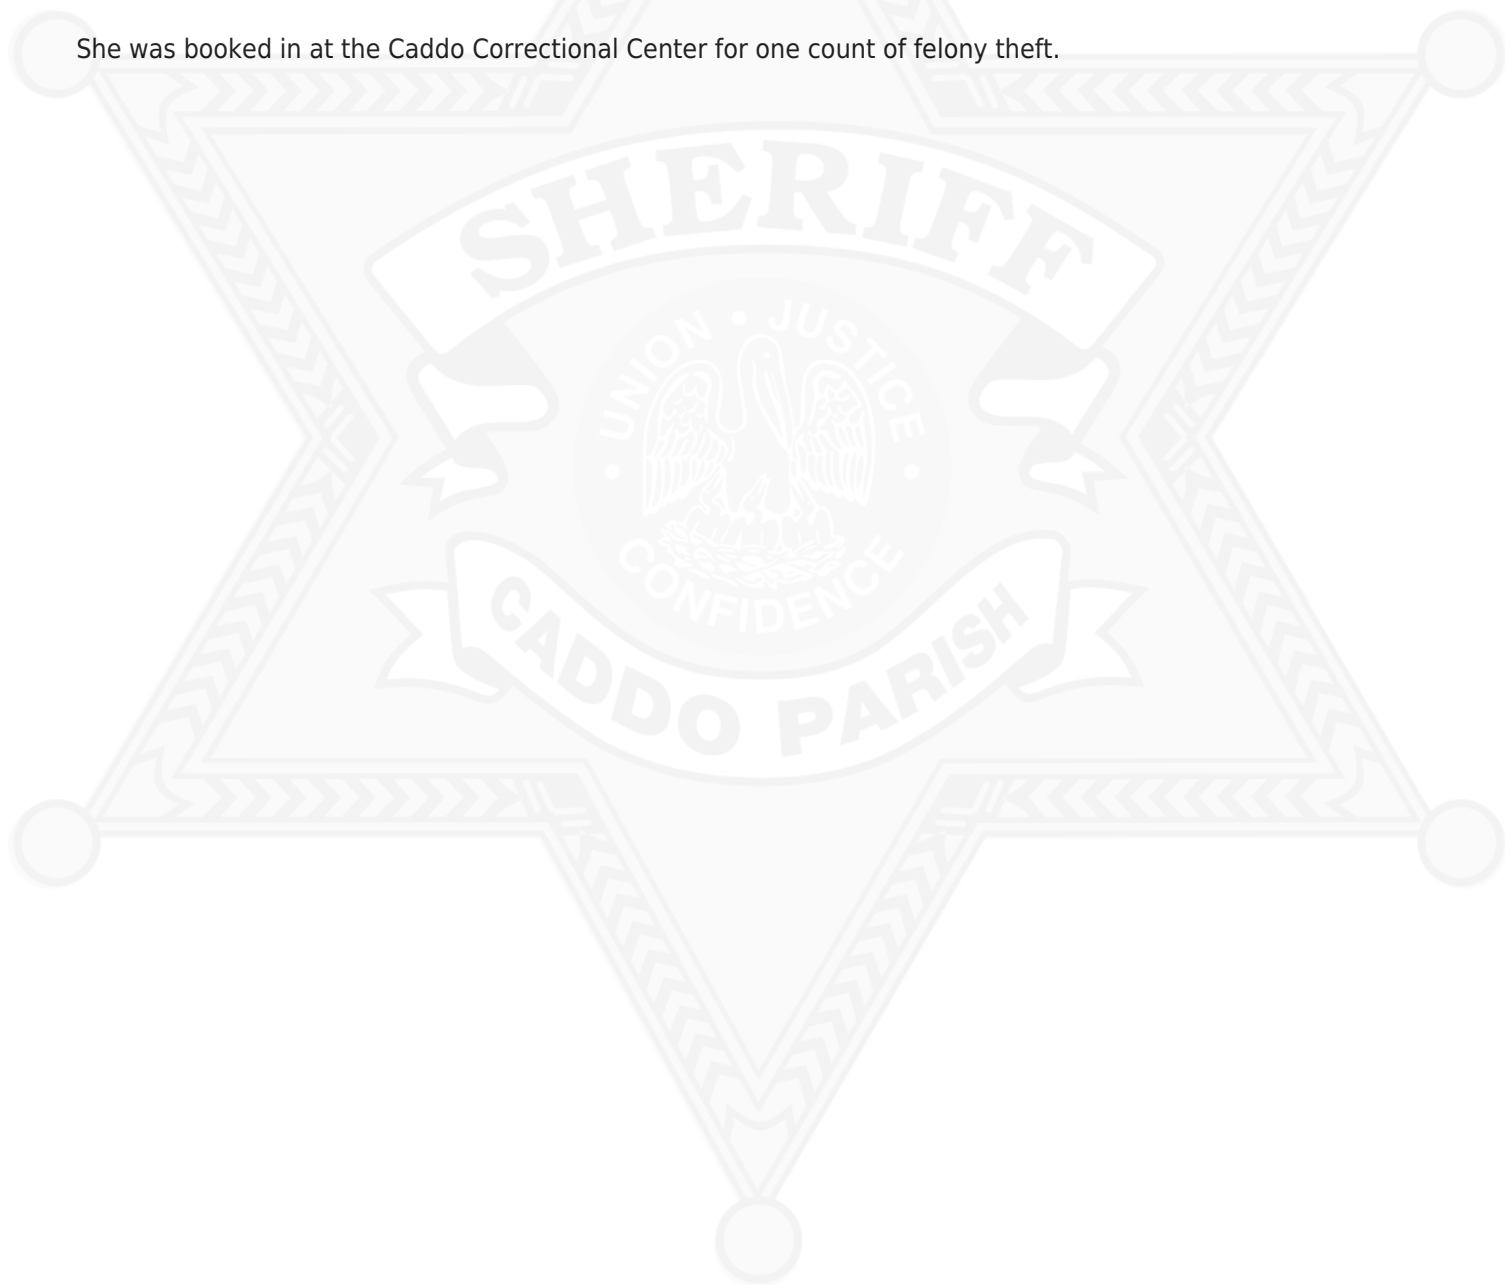 She was booked in at the Caddo Correctional Center for one count of felony theft.
SHERIFF
UNION • JUSTICE
• CONFIDENCE •
CADDO PARISH